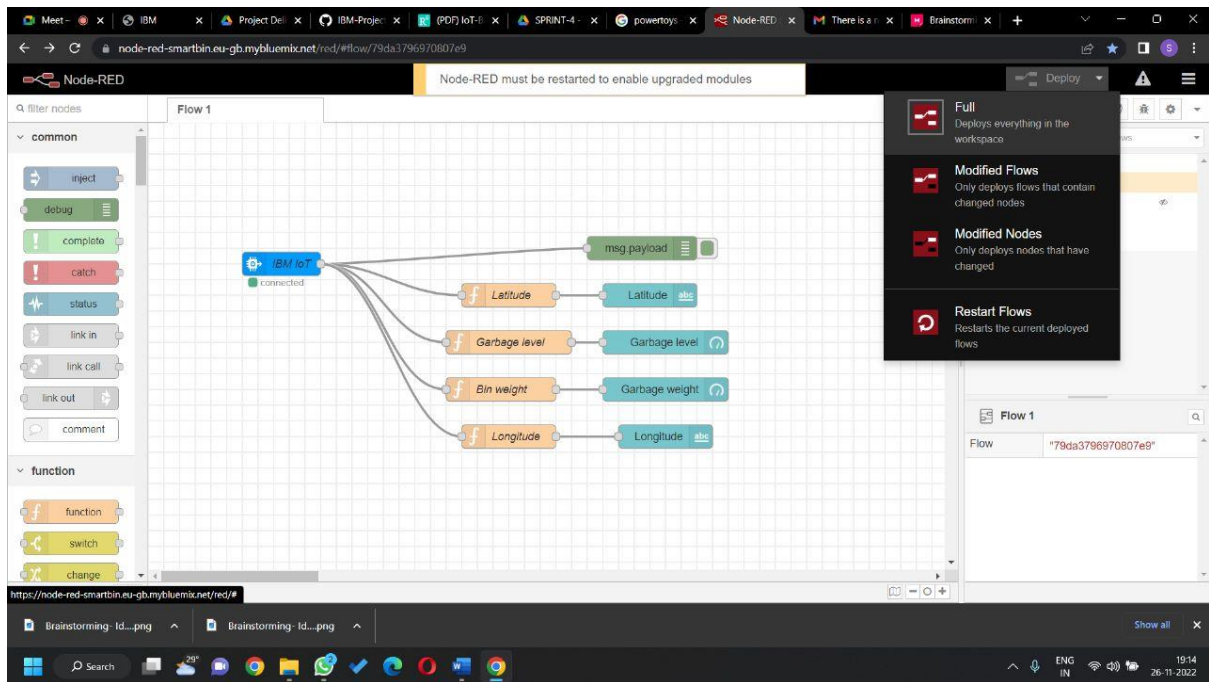 Meet –
IBM
Project Deli
IBM-Projec
(PDF) IoT-B
SPRINT-4 -
powertoys
Node-RED
There is a n
Brainstormi
node-red-smartbin.eu-gb.mybluemix.net/red/#flow/79da3796970807e9
S
Node-RED
Node-RED must be restarted to enable upgraded modules
Deploy
filter nodes
Flow 1
common
inject
debug
complete
catch
status
link in
link call
link out
comment
function
function
switch
change
IBM IoT
connected
msg.payload
Latitude
Latitude
abc
Garbage level
Garbage level
Bin weight
Garbage weight
Longitude
Longitude
abc
Full
Deploys everything in the
workspace
Modified Flows
Only deploys flows that contain
changed nodes
Modified Nodes
Only deploys nodes that have
changed
Restart Flows
Restarts the current deployed
flows
Flow 1
Flow
"79da3796970807e9"
https://node-red-smartbin.eu-gb.mybluemix.net/red/#
Brainstorming- Id....png
Brainstorming- Id....png
Show all
Search
29°
ENG
IN
19:14
26-11-2022